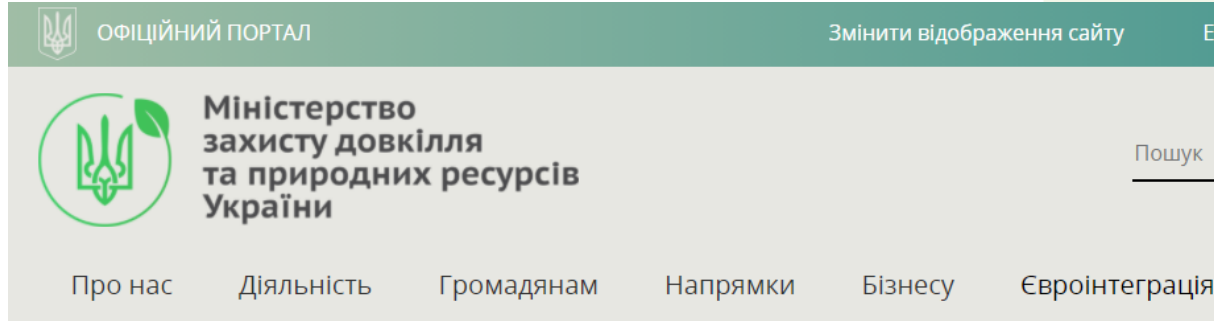 ОФІЦІЙНИЙ ПОРТАЛ Змінити відображення сайту
Міністерство
захисту довкілля
та природних ресурсів
України
Пошук
Про нас Діяльність Громадянам Напрямки Бізнесу Євроінтеграція